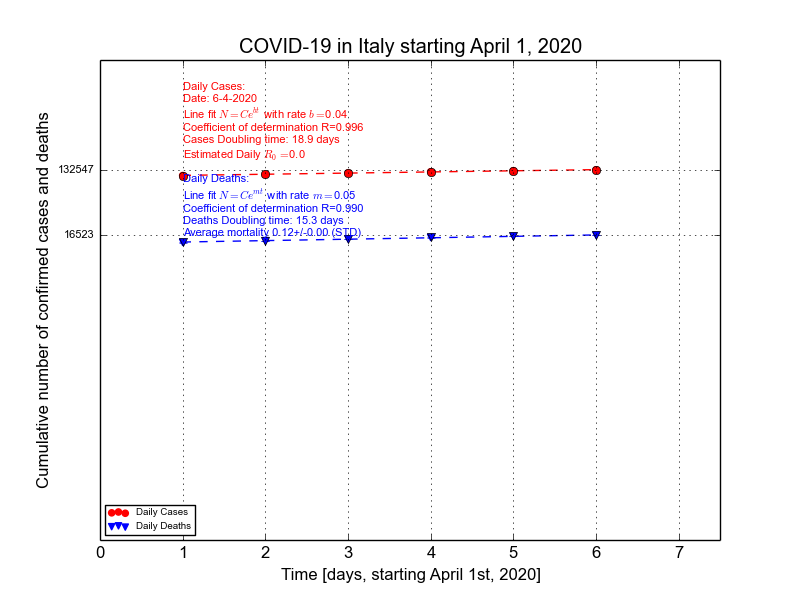 COVID-19 in Italy starting April 1, 2020
Daily Cases:
Date: 6-4-2020
Line fit N=Ce^{bt} with rate b=0.04
Coefficient of determination R=0.996
Cases Doubling time: 18.9 days
Estimated Daily R_0=0.0
Daily Deaths:
Line fit N=Ce^{mt} with rate m=0.05
Coefficient of determination R=0.990
Deaths Doubling time: 15.3 days
Average mortality 0.12+/-0.00 (STD)
132547
16523
Cumulative number of confirmed cases and deaths
Daily Cases
Daily Deaths
0 1 2 3 4 5 6 7
Time [days, starting April 1st, 2020]